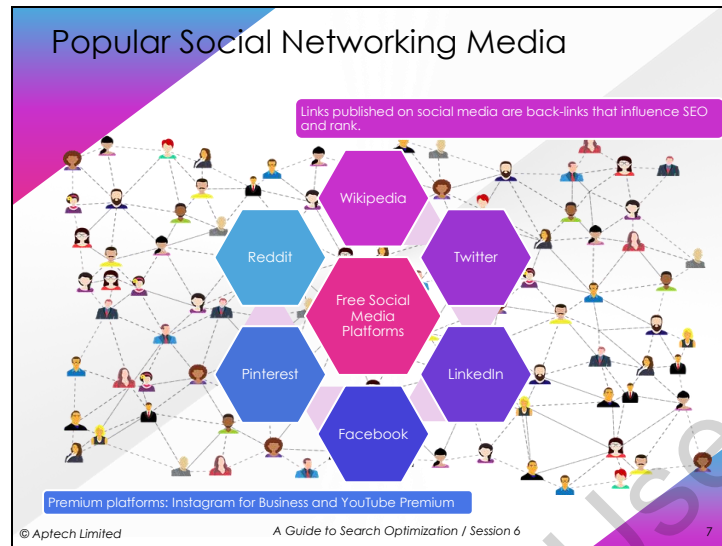 Popular Social Networking Media
Links published on social media are back-links that influence SEO
and rank.
Wikipedia
Reddit
Twitter
Free Social
Media
Platforms
Pinterest
LinkedIn
Facebook
Premium platforms: Instagram for Business and YouTube Premium
© Aptech Limited
A Guide to Search Optimization / Session 6
7
Use